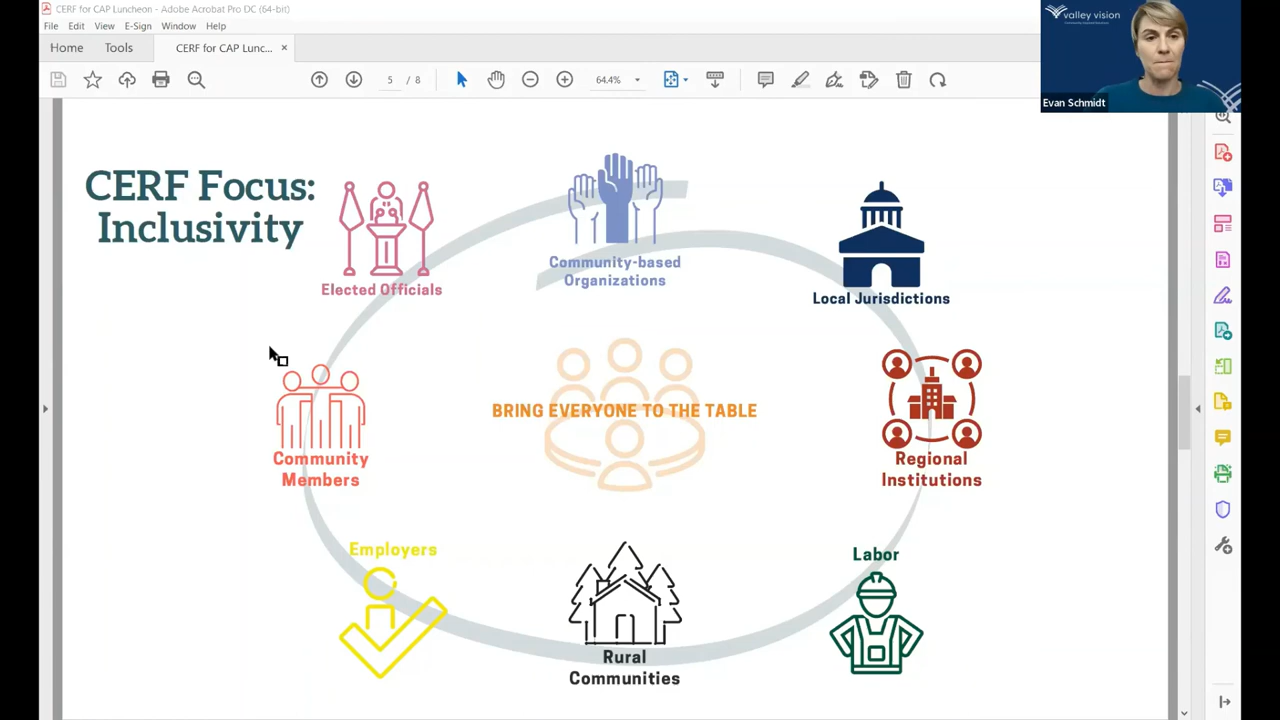 CERF for CAP Luncheon - Adobe Acrobat Pro DC (64-bit)
File Edit View E-Sign Window Help
Home Tools CERF for CAP Lunc... ×
5 / 8 64.4%
valley vision
Evan Schmidt
CERF Focus:
Inclusivity
Elected Officials
Community-based
Organizations
Local Jurisdictions
Community
Members
BRING EVERYONE TO THE TABLE
Regional
Institutions
Employers
Rural
Communities
Labor